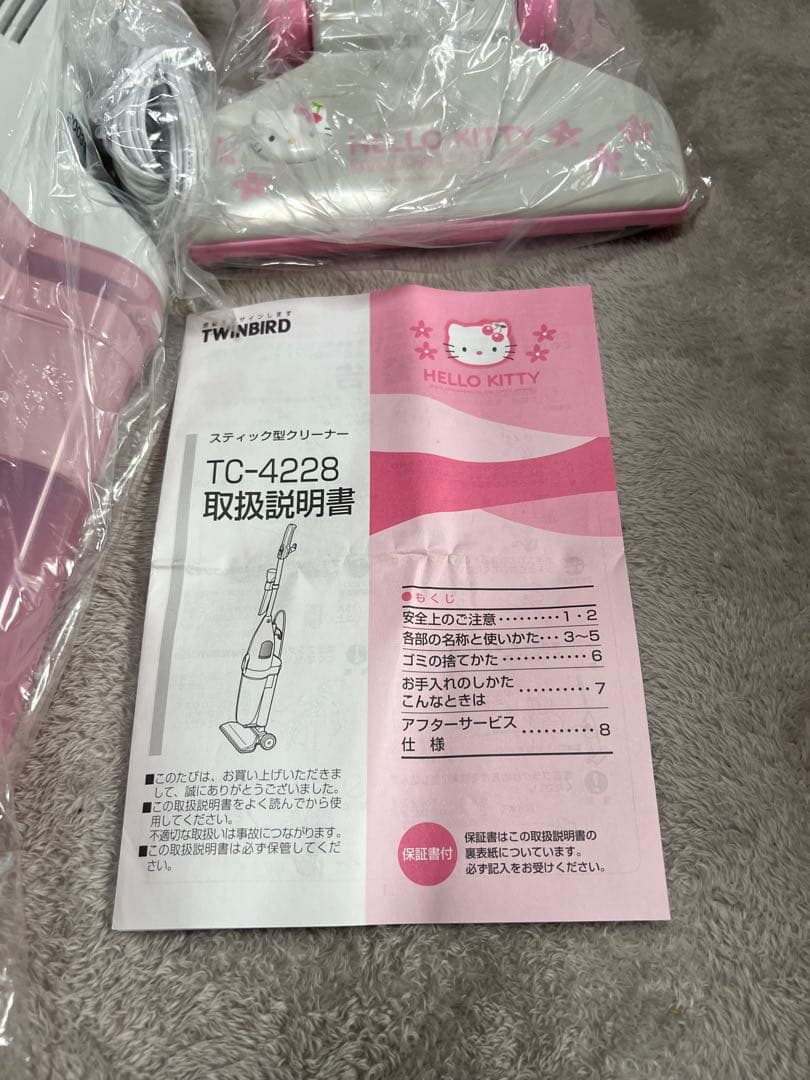 HELLO KITTY
感動をデザインします
TWINBIRD
HELLO KITTY
スティック型クリーナー
TC-4228
取扱説明書
●もくじ
安全上のご注意・・・・・・・・・1・2
各部の名称と使いかた・・・3〜5
ゴミの捨てかた・・・・・・・・・・・・6
お手入れのしかた
こんなときは・・・・・・・・・・7
アフターサービス
仕 様・・・・・・・・・・8
■このたびは、お買い上げいただきま
して、誠にありがとうございました。
■この取扱説明書をよく読んでから使
用してください。
不適切な取扱いは事故につながります。
■この取扱説明書は必ず保管してくだ
さい。
保証書付
保証書はこの取扱説明書の
裏表紙についています。
必ず記入をお受けください。